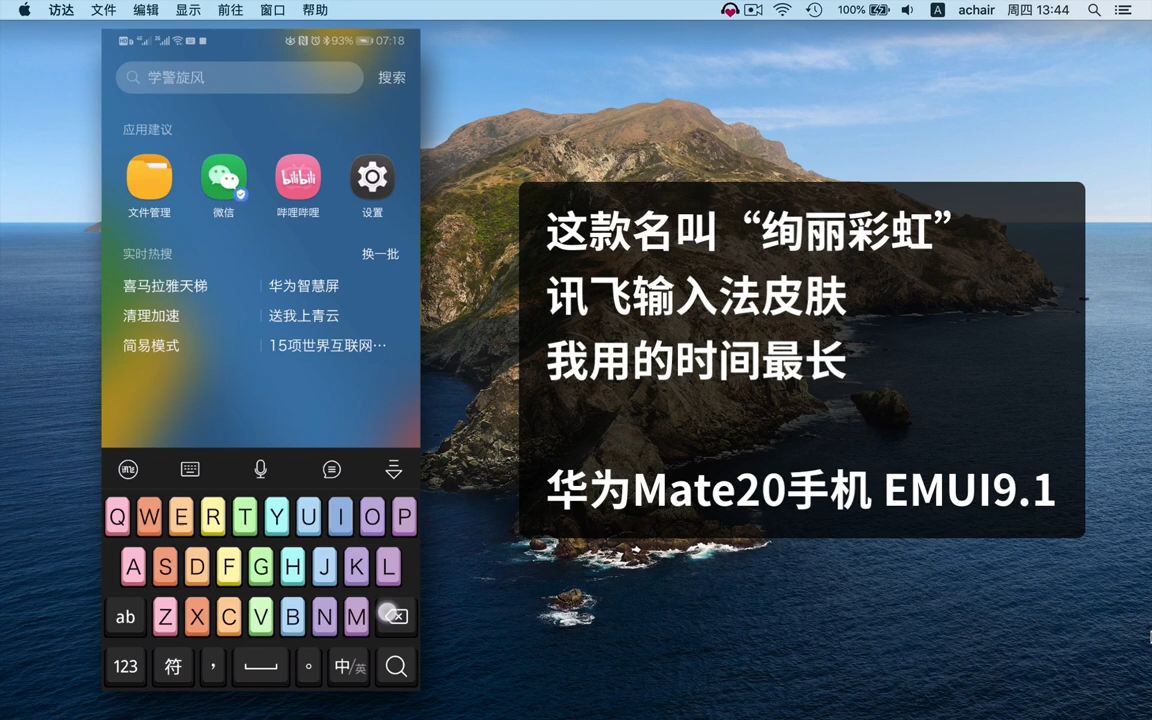 访达 文件 编辑 显示 前往 窗口 帮助 100% A achair 周四 13:44
93% 07:18
学警旋风 搜索
应用建议
bilibili
文件管理 微信 哔哩哔哩 设置
实时热搜 换一批
喜马拉雅天梯 华为智慧屏
清理加速 送我上青云
简易模式 15项世界互联网…
Q W E R T Y U I O P
A S D F G H J K L
ab Z X C V B N M
123 符 ， 。 中/英
这款名叫“绚丽彩虹”
讯飞输入法皮肤
我用的时间最长
华为Mate20手机 EMUI9.1